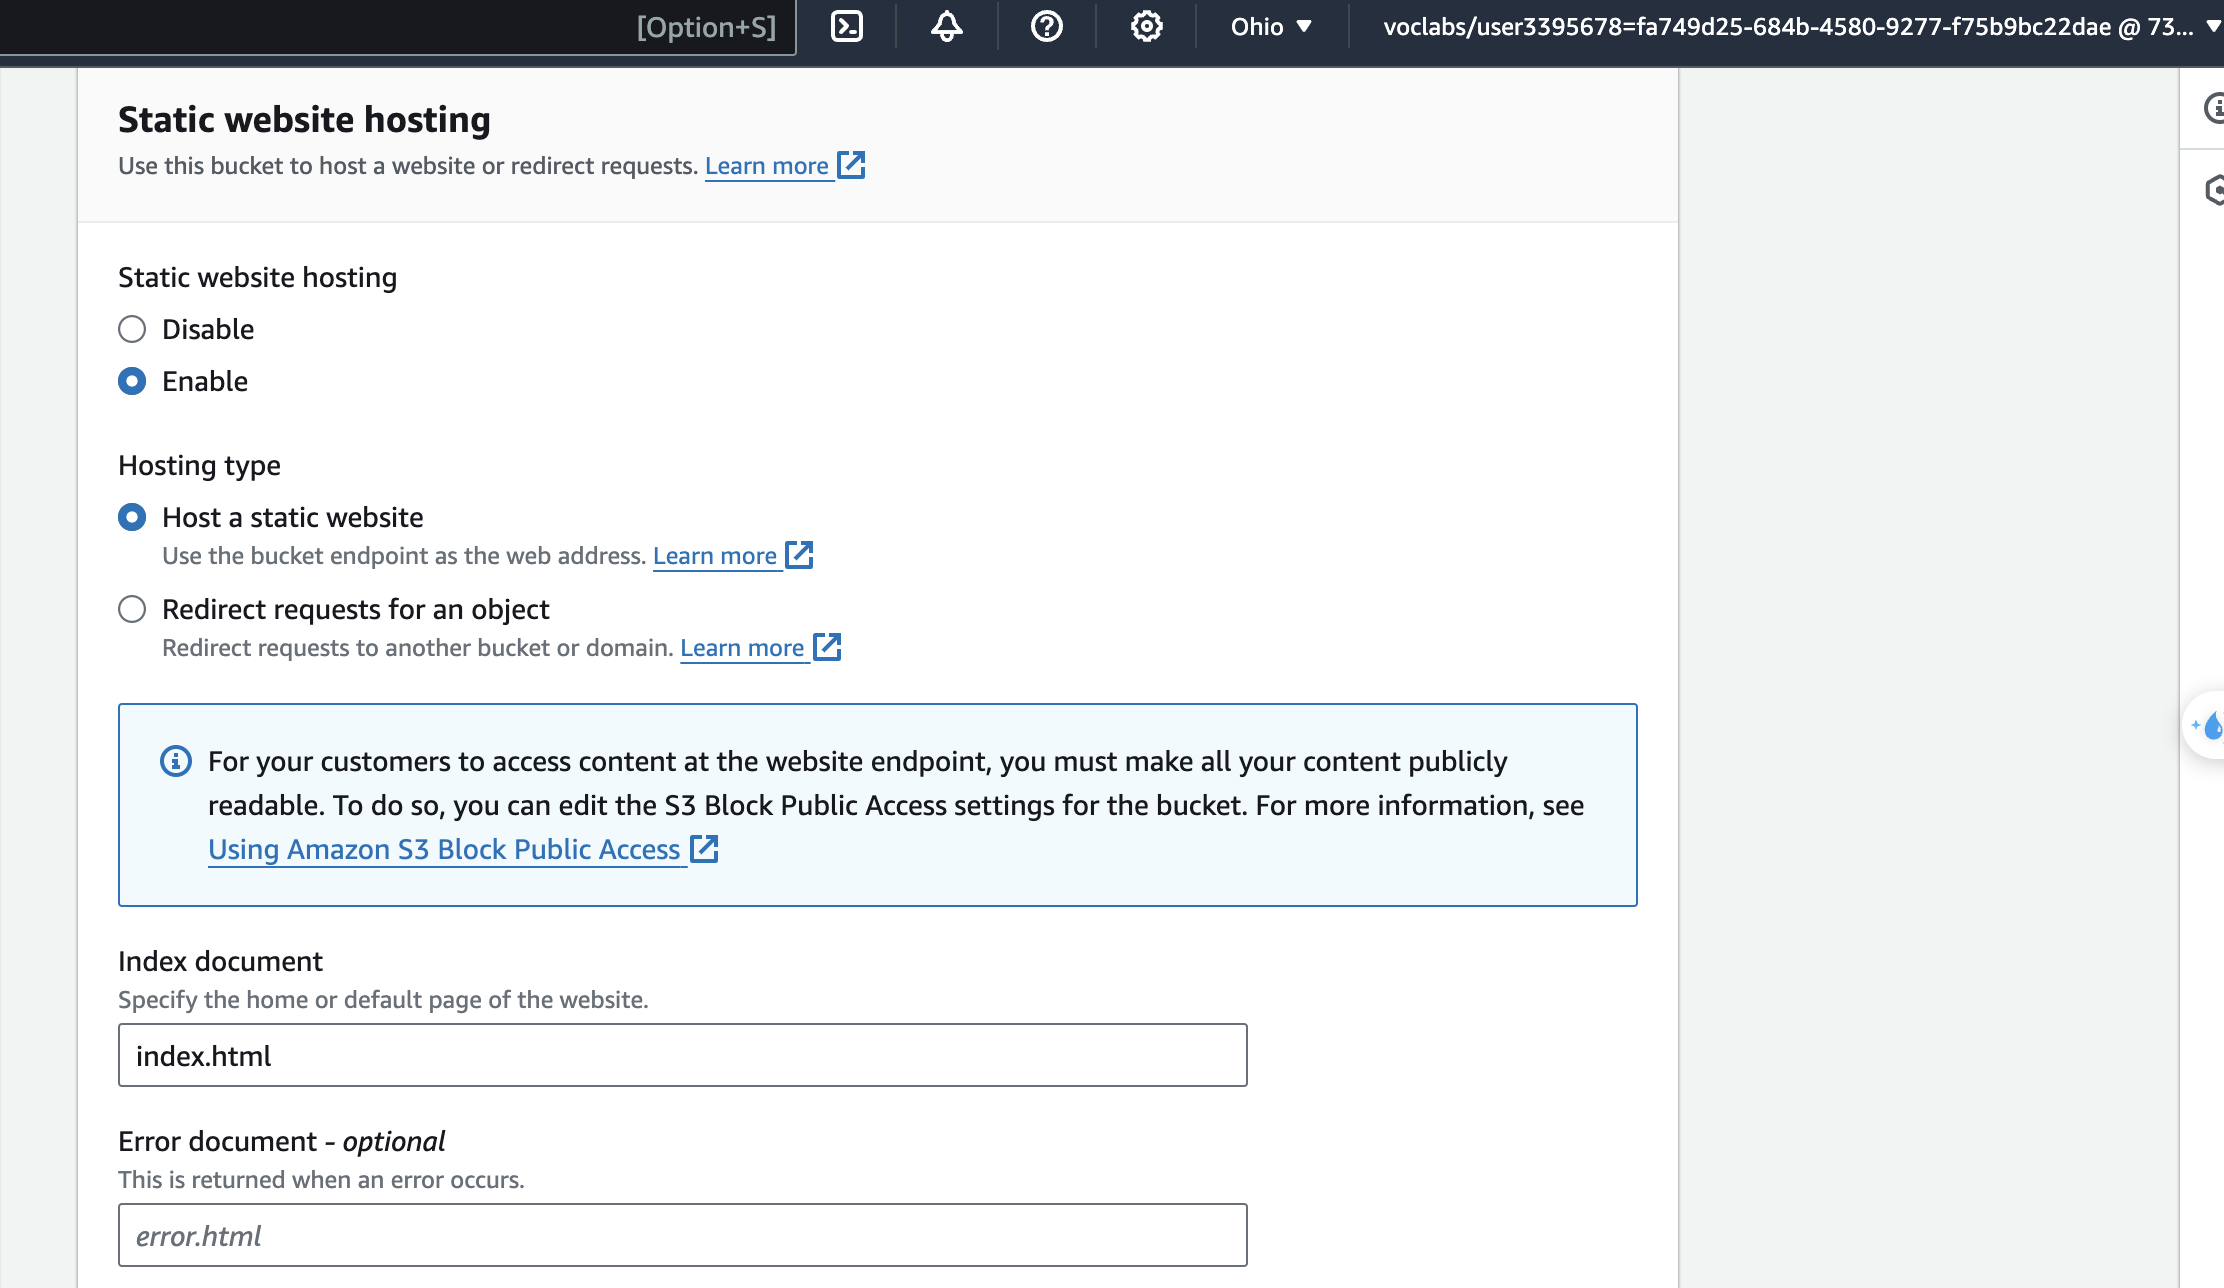 [Option+S]
Ohio
voclabs/user3395678=fa749d25-684b-4580-9277-f75b9bc22dae @ 73...
Static website hosting
Use this bucket to host a website or redirect requests. Learn more
Static website hosting
Disable
Enable
Hosting type
Host a static website
Use the bucket endpoint as the web address. Learn more
Redirect requests for an object
Redirect requests to another bucket or domain. Learn more
For your customers to access content at the website endpoint, you must make all your content publicly
readable. To do so, you can edit the S3 Block Public Access settings for the bucket. For more information, see
Using Amazon S3 Block Public Access
Index document
Specify the home or default page of the website.
index.html
Error document - optional
This is returned when an error occurs.
error.html